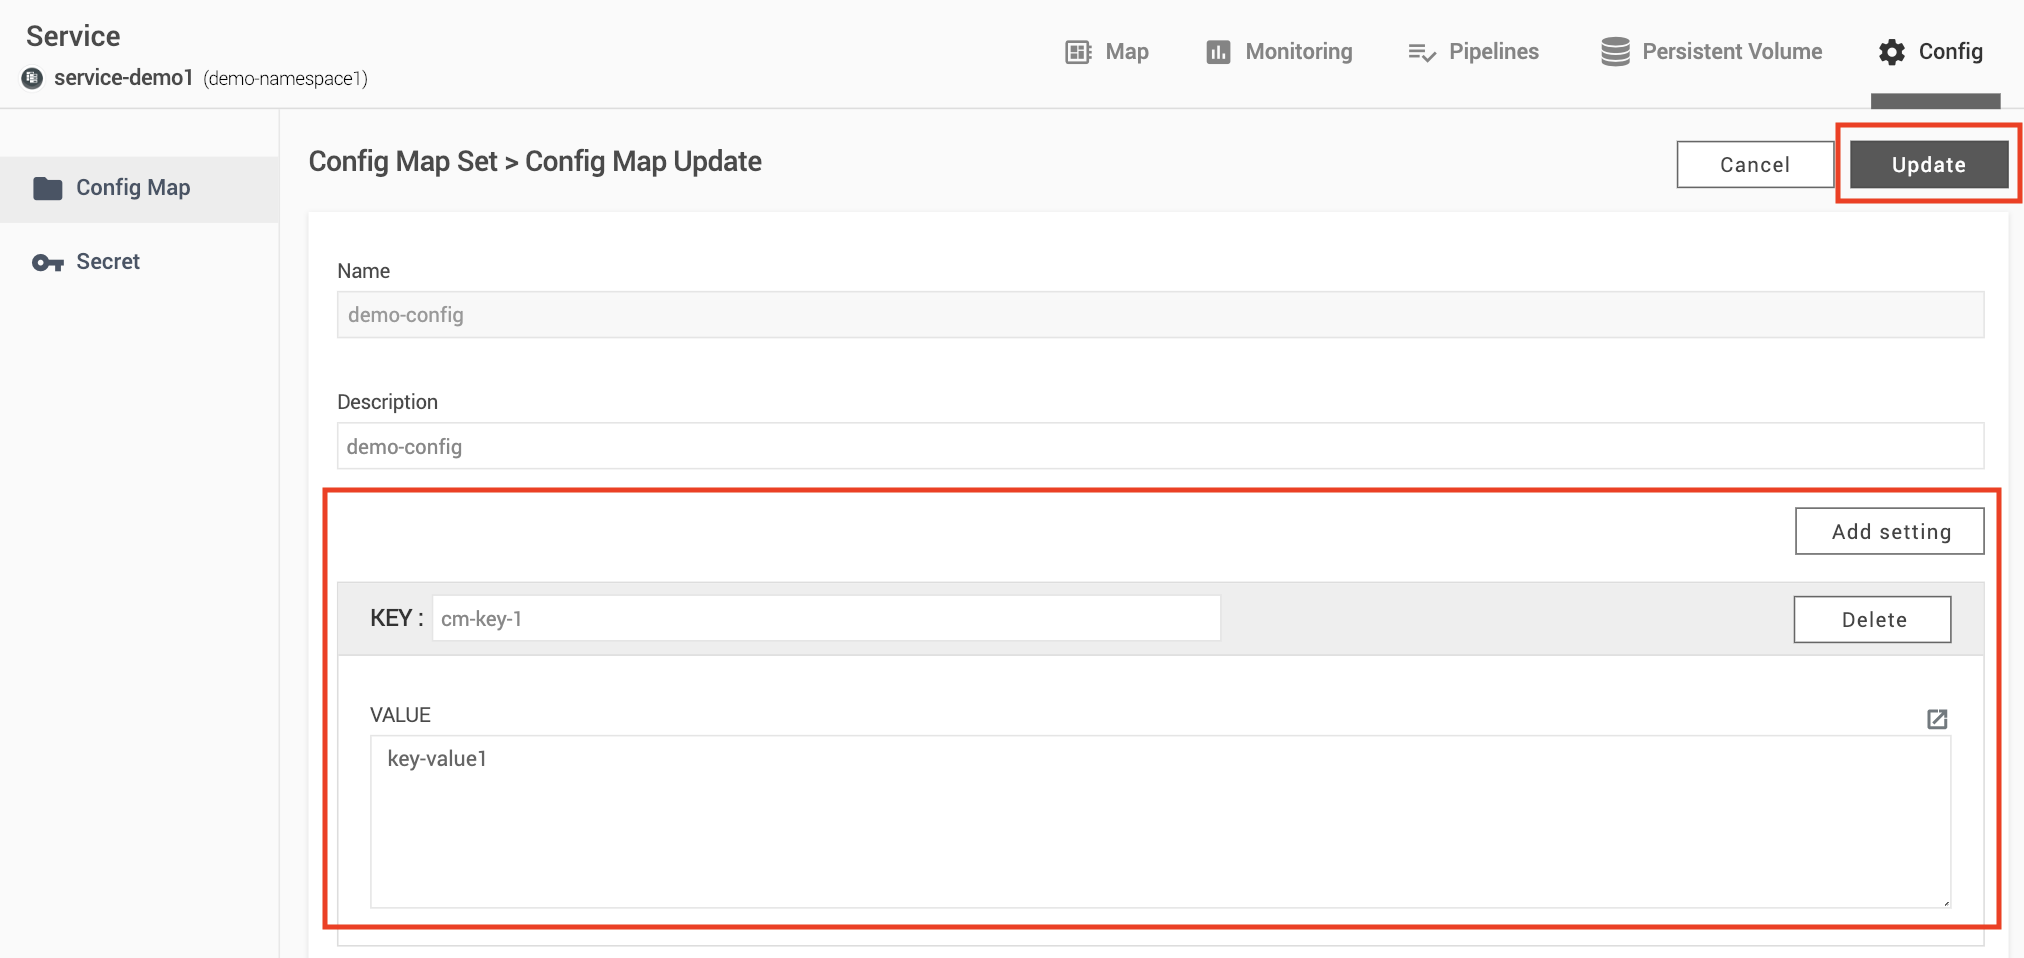 Service
service-demo1 (demo-namespace1)
Map
Monitoring
Pipelines
Persistent Volume
Config
Config Map
Secret
Config Map Set > Config Map Update
Cancel
Update
Name
demo-config
Description
demo-config
Add setting
KEY : cm-key-1
Delete
VALUE
key-value1